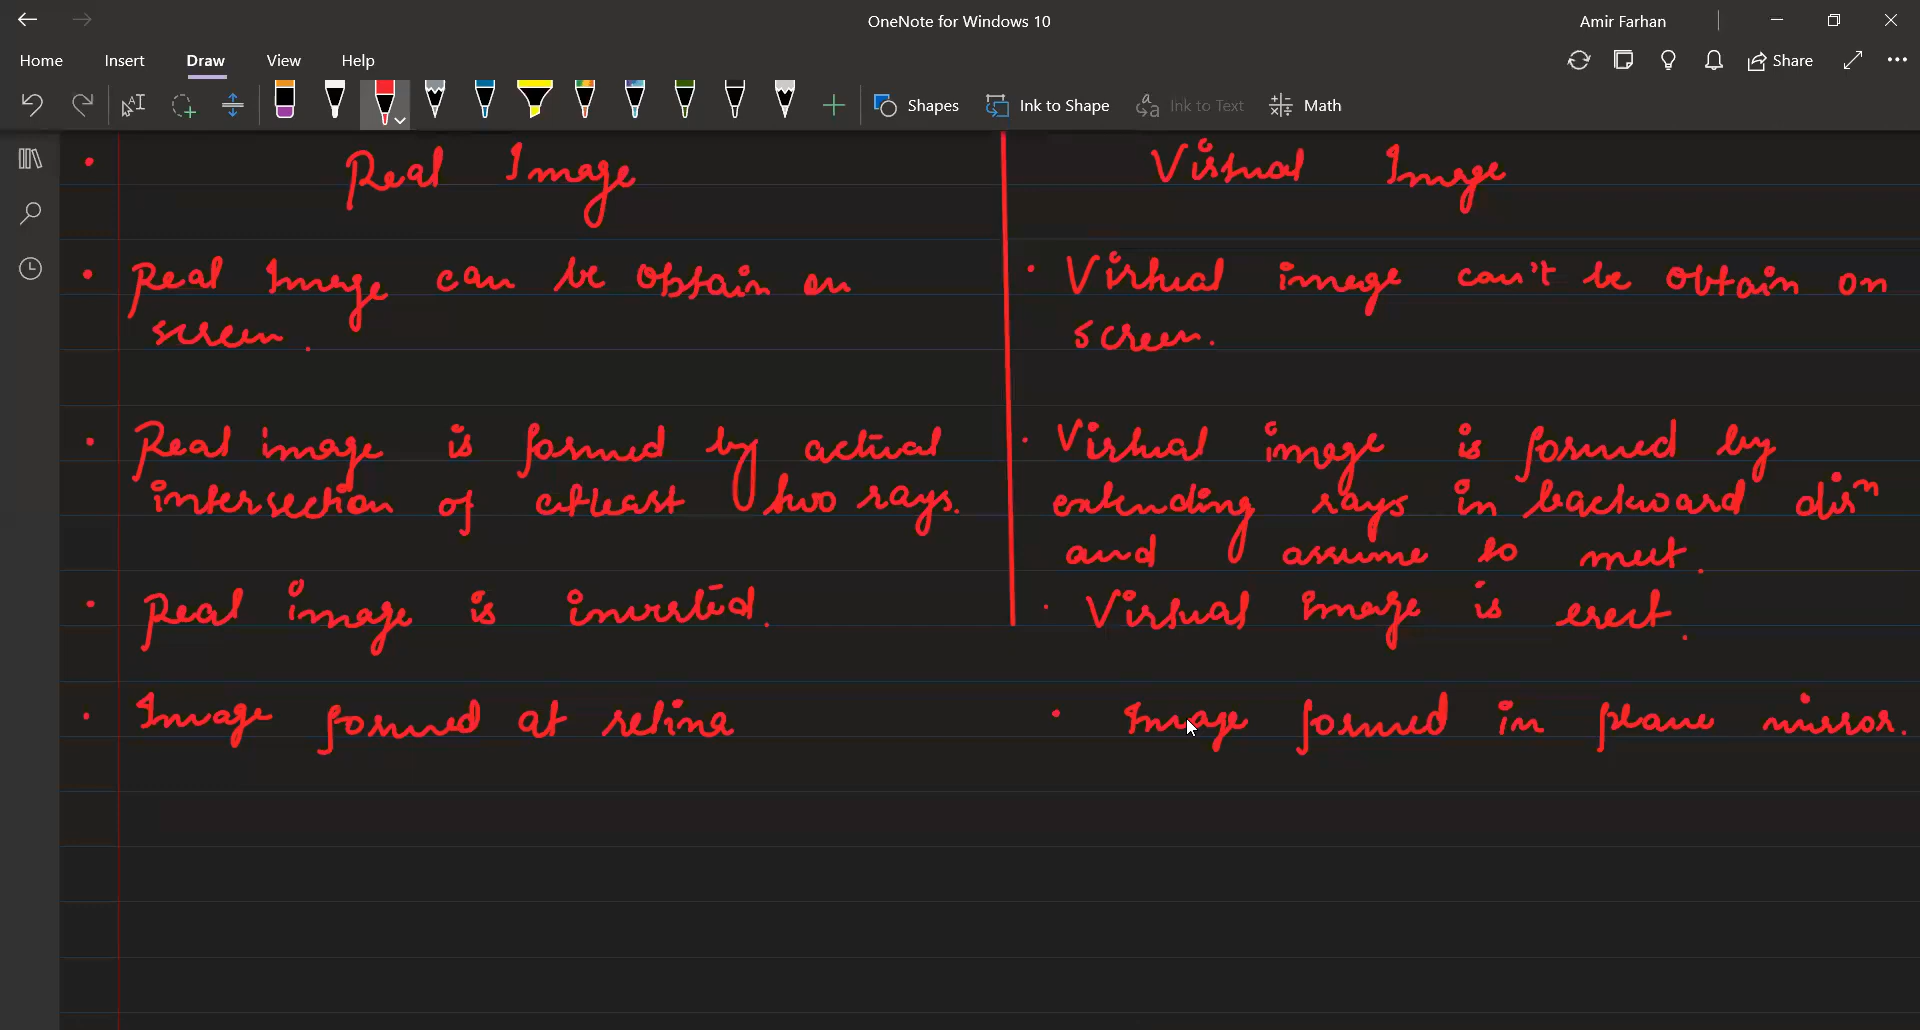 OneNote for Windows 10
Amir Farhan
Home Insert Draw View Help
Share
Shapes Ink to Shape Ink to Text Math
Real Image
Virtual Image
Real Image can be obtain on
screen.
Virtual image can't be obtain on
screen.
Real image is formed by actual
intersection of atleast two rays.
Virtual image is formed by
extending rays in backward dirⁿ
and assume to meet.
Real image is inverted.
Virtual image is erect.
Image formed at retina
Image formed in plane mirror.